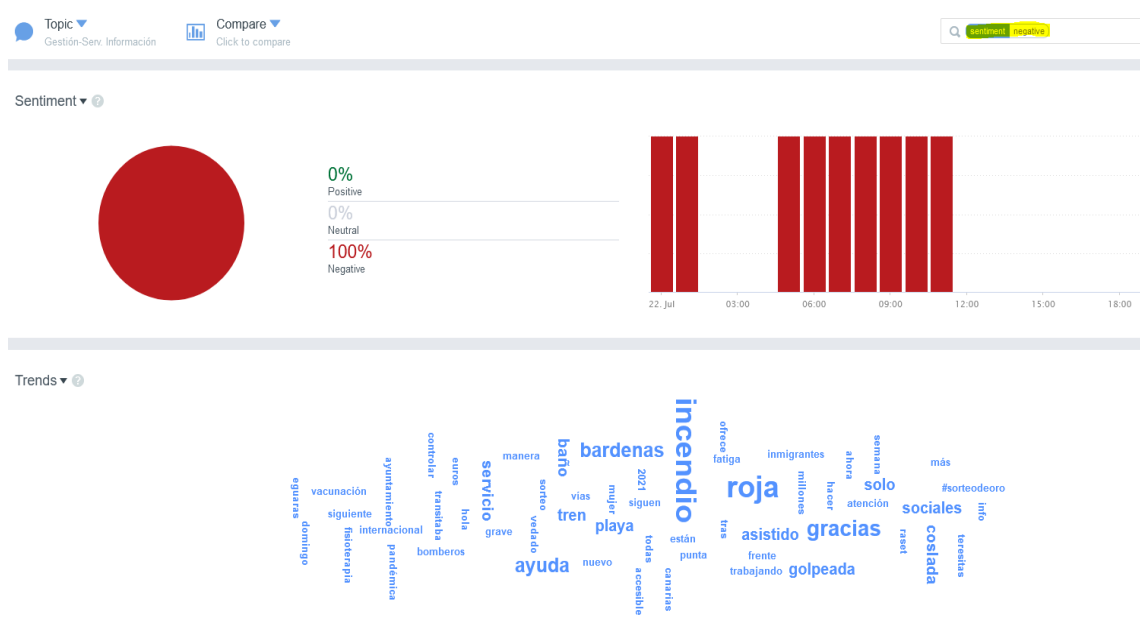 Topic
Gestión-Serv. Información
Compare
Click to compare
sentiment negative
Sentiment
?
0%
Positive
0%
Neutral
100%
Negative
22. Jul 03:00 06:00 09:00 12:00 15:00 18:00
Trends
?
incendio
ofrece
controlar
semana
baño
bardenas
manera
inmigrantes
fatiga
ahora
más
ayuntamiento
euros
servicio
2021
roja
millones
hacer
solo
#sorteodeoro
eguaras
vacunación
transitaba
sorteo
vías
mujer
siguen
atención
sociales
info
siguiente
hola
tren
playa
domingo
fisioterapia
internacional
grave
vedado
tras
asistido
gracias
raset
coslada
teresitas
están
todas
pandémica
bomberos
punta
frente
ayuda
nuevo
trabajando
golpeada
accesible
canarias